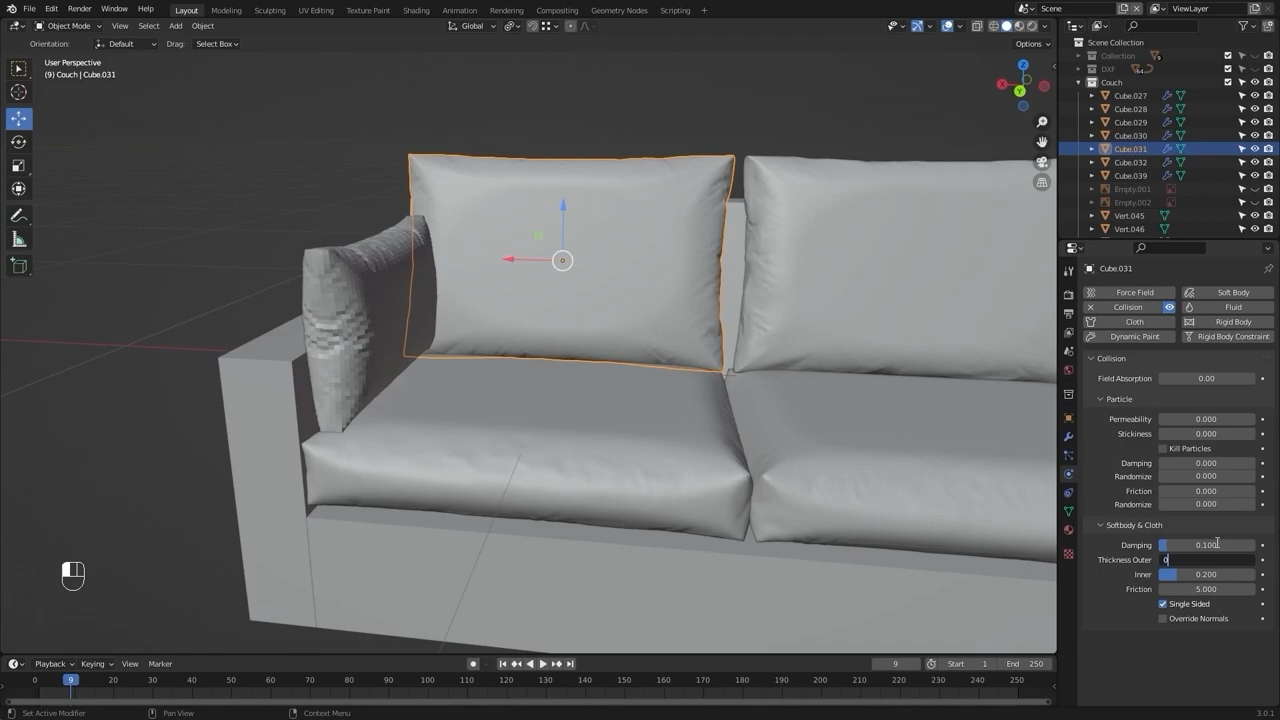 File Edit Render Window Help Layout Modeling Sculpting UV Editing Texture Paint Shading Animation Rendering Compositing Geometry Nodes Scripting + Scene ViewLayer
Object Mode View Select Add Object Global
Orientation: Default Drag: Select Box Options
User Perspective
(9) Couch | Cube.031
Z
X
Y
Scene Collection
Collection
DXF
Couch
Cube.027
Cube.028
Cube.029
Cube.030
Cube.031
Cube.032
Cube.039
Empty.001
Empty.002
Vert.045
Vert.046
Cube.031
Force Field Soft Body
Collision Fluid
Cloth Rigid Body
Dynamic Paint Rigid Body Constraint
Collision
Field Absorption 0.00
Particle
Permeability 0.000
Stickiness 0.000
Kill Particles
Damping 0.000
Randomize 0.000
Friction 0.000
Randomize 0.000
Softbody & Cloth
Damping 0.100
Thickness Outer 0
Inner 0.200
Friction 5.000
Single Sided
Override Normals
Playback Keying View Marker 9 Start 1 End 250
0 9 20 30 40 50 60 70 80 90 100 110 120 130 140 150 160 170 180 190 200 210 220 230 240 250
Set Active Modifier Pan View Context Menu 3.0.1